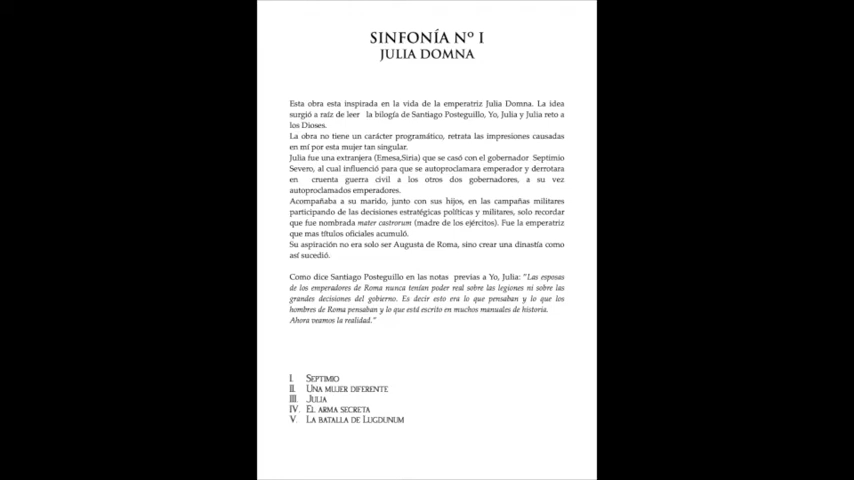 SINFONÍA Nº I
JULIA DOMNA
Esta obra esta inspirada en la vida de la emperatriz Julia Domna. La idea
surgió a raíz de leer la bilogía de Santiago Posteguillo, Yo, Julia y Julia reto a
los Dioses.
La obra no tiene un carácter programático, retrata las impresiones causadas
en mí por esta mujer tan singular.
Julia fue una extranjera (Emesa,Siria) que se casó con el gobernador Septimio
Severo, al cual influenció para que se autoproclamara emperador y derrotara
en cruenta guerra civil a los otros dos gobernadores, a su vez
autoproclamados emperadores.
Acompañaba a su marido, junto con sus hijos, en las campañas militares
participando de las decisiones estratégicas políticas y militares, solo recordar
que fue nombrada mater castrorum (madre de los ejércitos). Fue la emperatriz
que mas títulos oficiales acumuló.
Su aspiración no era solo ser Augusta de Roma, sino crear una dinastía como
así sucedió.
Como dice Santiago Posteguillo en las notas previas a Yo, Julia: "Las esposas
de los emperadores de Roma nunca tenían poder real sobre las legiones ni sobre las
grandes decisiones del gobierno. Es decir esto era lo que pensaban y lo que los
hombres de Roma pensaban y lo que está escrito en muchos manuales de historia.
Ahora veamos la realidad."
I. Septimio
II. Una mujer diferente
III. Julia
IV. El arma secreta
V. La batalla de Lugdunum